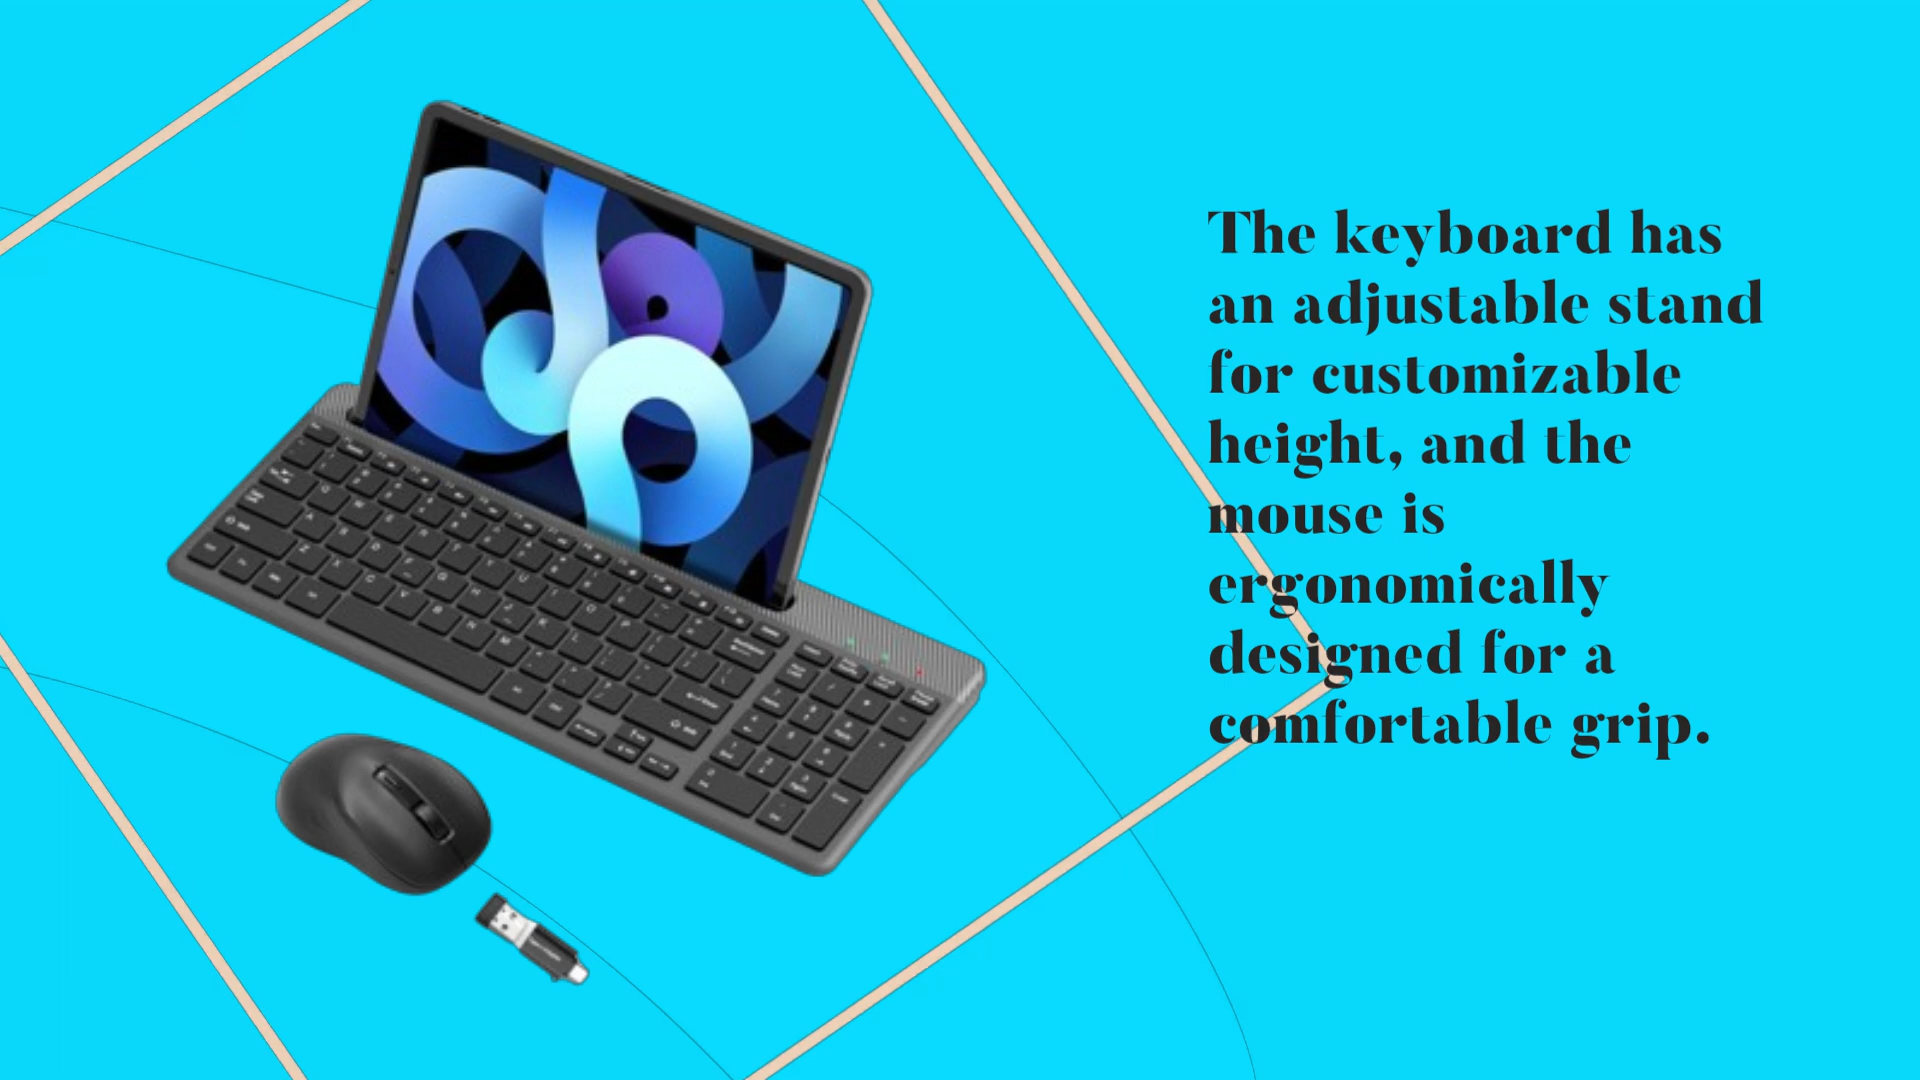 The keyboard has
an adjustable stand
for customizable
height, and the
mouse is
ergonomically
designed for a
comfortable grip.